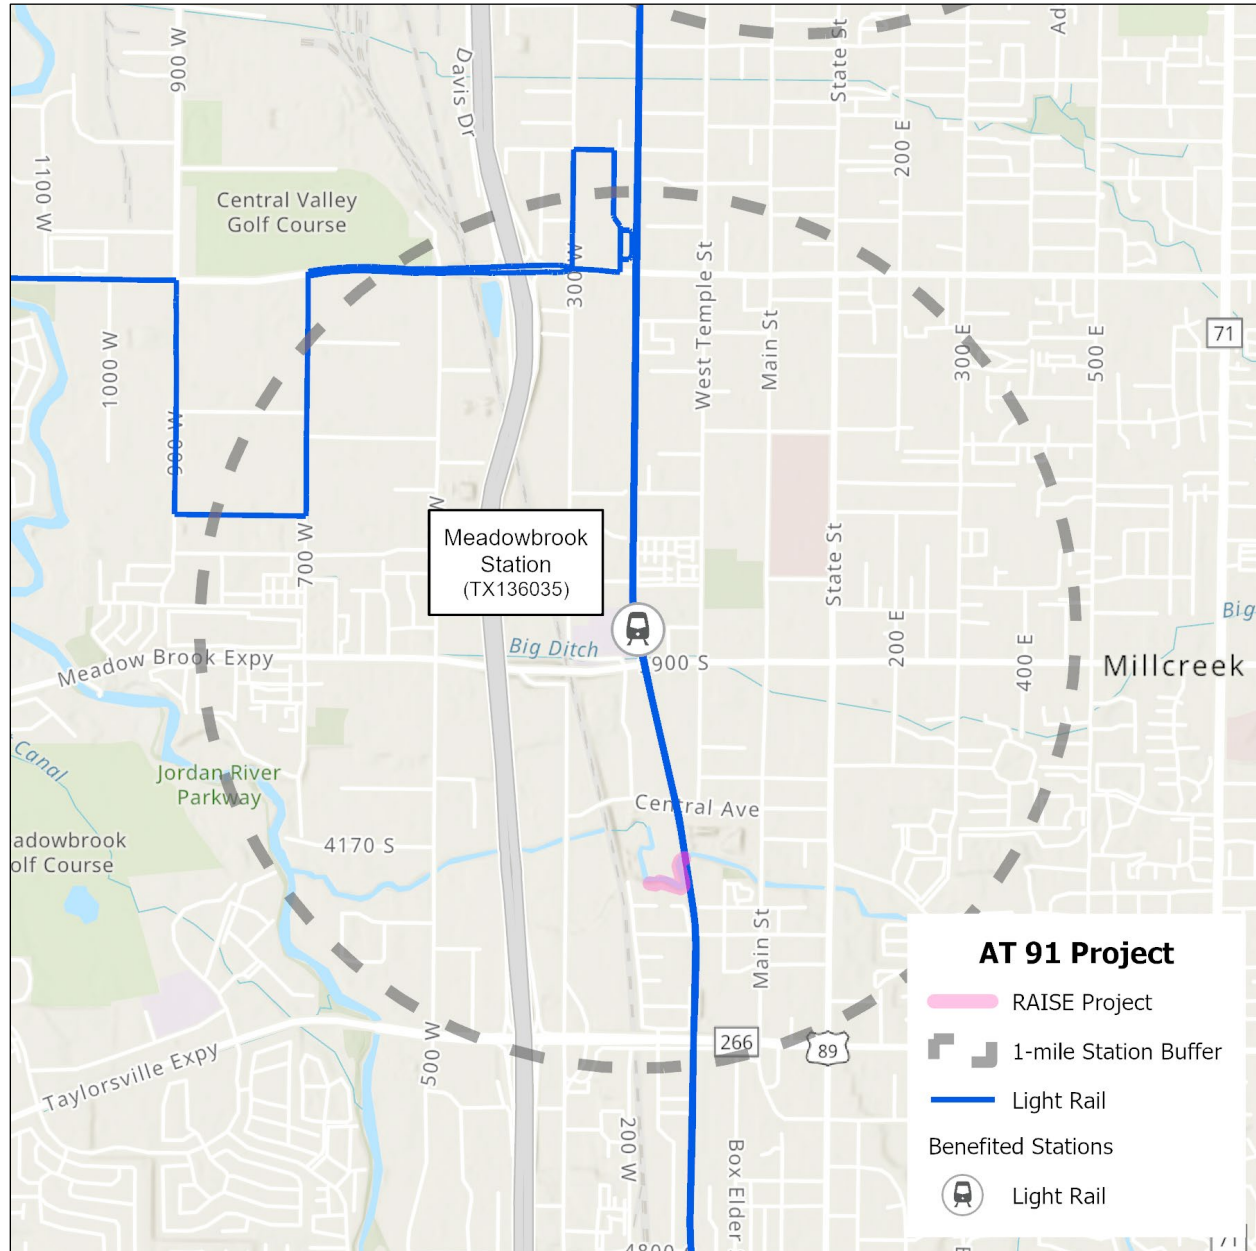 900 W
Davis Dr
State St
Ad
200 E
1100 W
Central Valley
Golf Course
300 W
West Temple St
Main St
71
1000 W
300 E
500 E
900 W
W
700 W
Meadowbrook
Station
(TX136035)
State St
Big Ditch
900 S
200 E
400 E
Big
Millcreek
Meadow Brook Expy
Canal
Jordan River
Parkway
Central Ave
adowbrook
olf Course
4170 S
Main St
266
89
500 W
Taylorsville Expy
200 W
Box Elder
4800
AT 91 Project
RAISE Project
1-mile Station Buffer
Light Rail
Benefited Stations
Light Rail
71